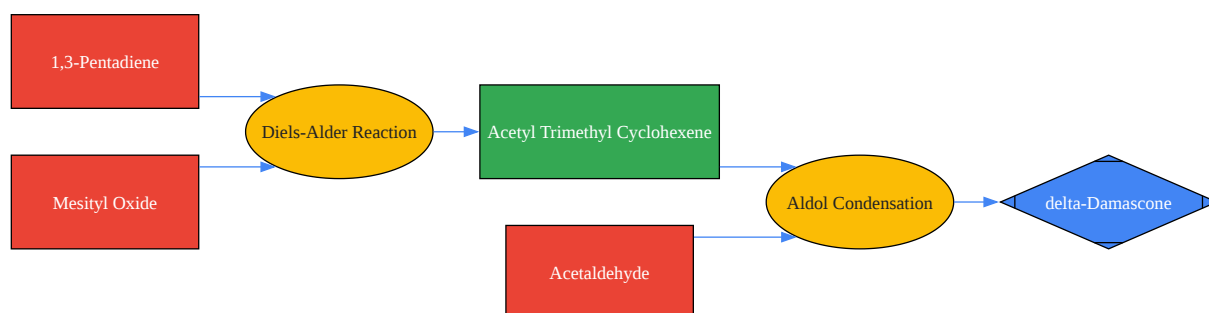 1,3-Pentadiene
Diels-Alder Reaction
Acetyl Trimethyl Cyclohexene
Mesityl Oxide
Aldol Condensation
delta-Damascone
Acetaldehyde